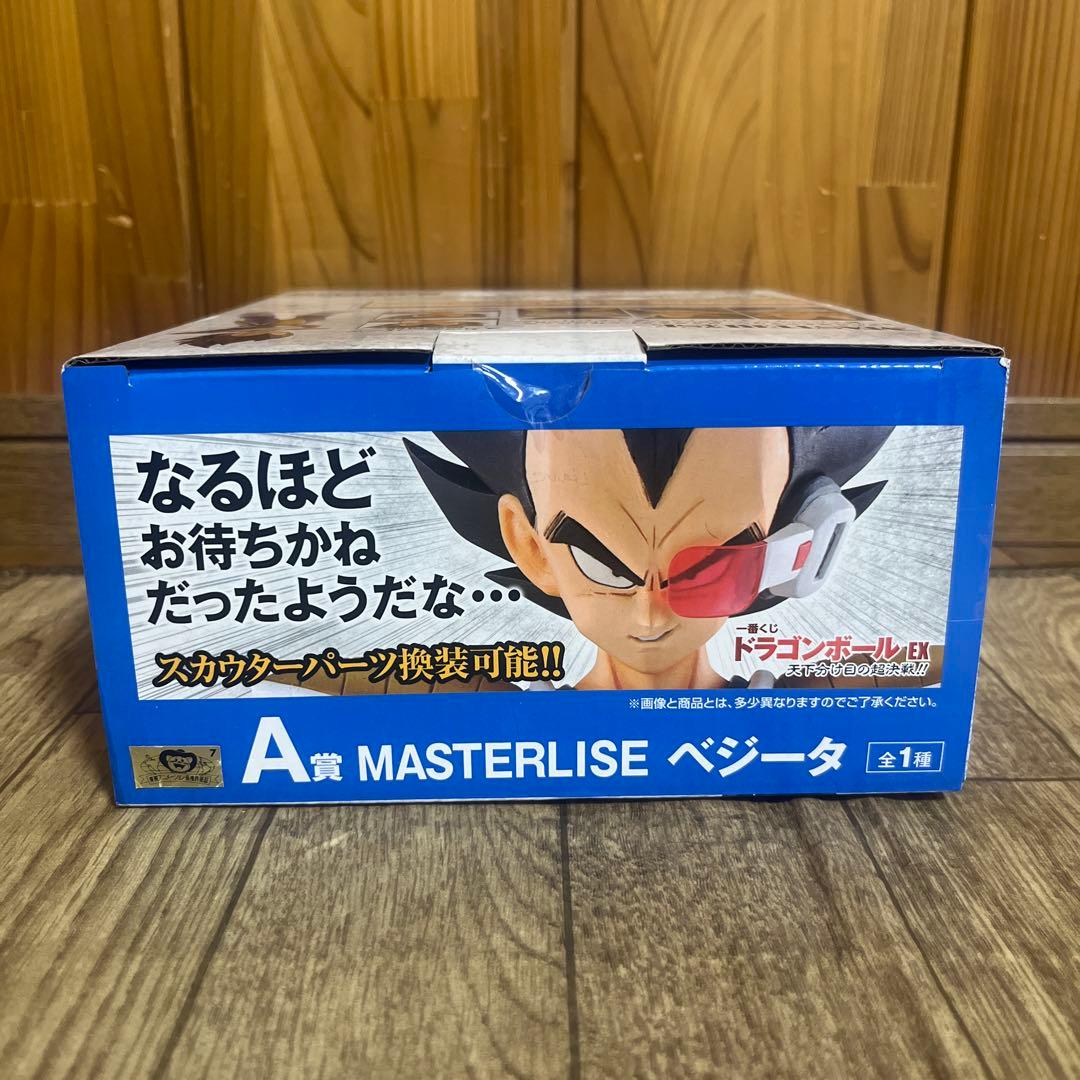 なるほど
お待ちかね
だったようだな…
スカウターパーツ換装可能!!
一番くじ
ドラゴンボール EX
天下分け目の超決戦!!
※画像と商品とは、多少異なりますのでご了承ください。
7
A賞 MASTERLISE ベジータ 全1種